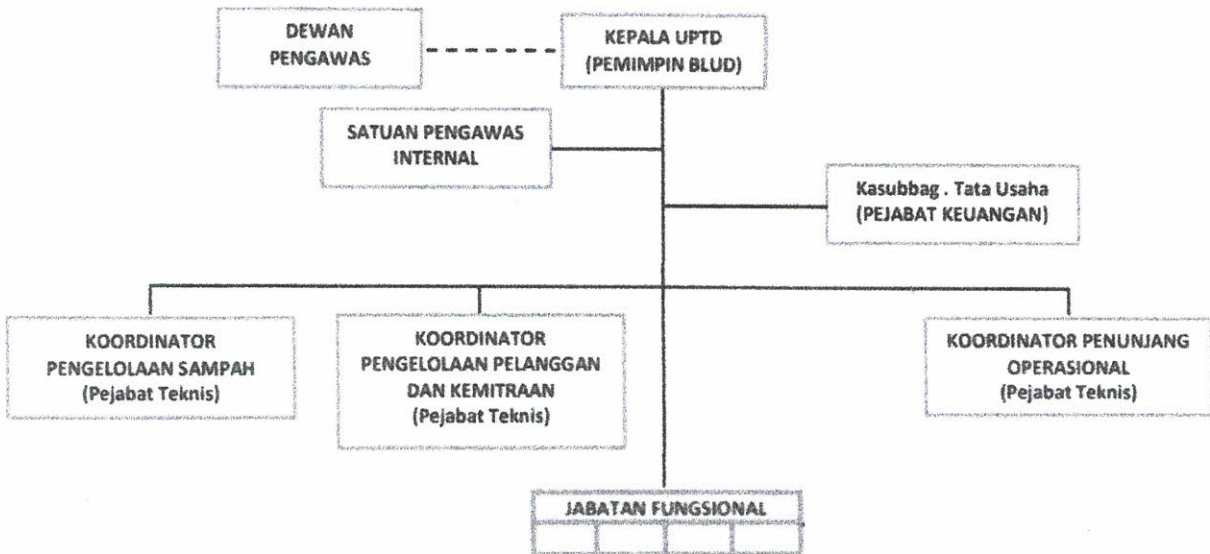 DEWAN
PENGAWAS
KEPALA UPTD
(PEMIMPIN BLUD)
SATUAN PENGAWAS
INTERNAL
Kasubbag . Tata Usaha
(PEJABAT KEUANGAN)
KOORDINATOR
PENGELOLAAN SAMPAH
(Pejabat Teknis)
KOORDINATOR
PENGELOLAAN PELANGGAN
DAN KEMITRAAN
(Pejabat Teknis)
KOORDINATOR PENUNJANG
OPERASIONAL
(Pejabat Teknis)
JABATAN FUNGSIONAL